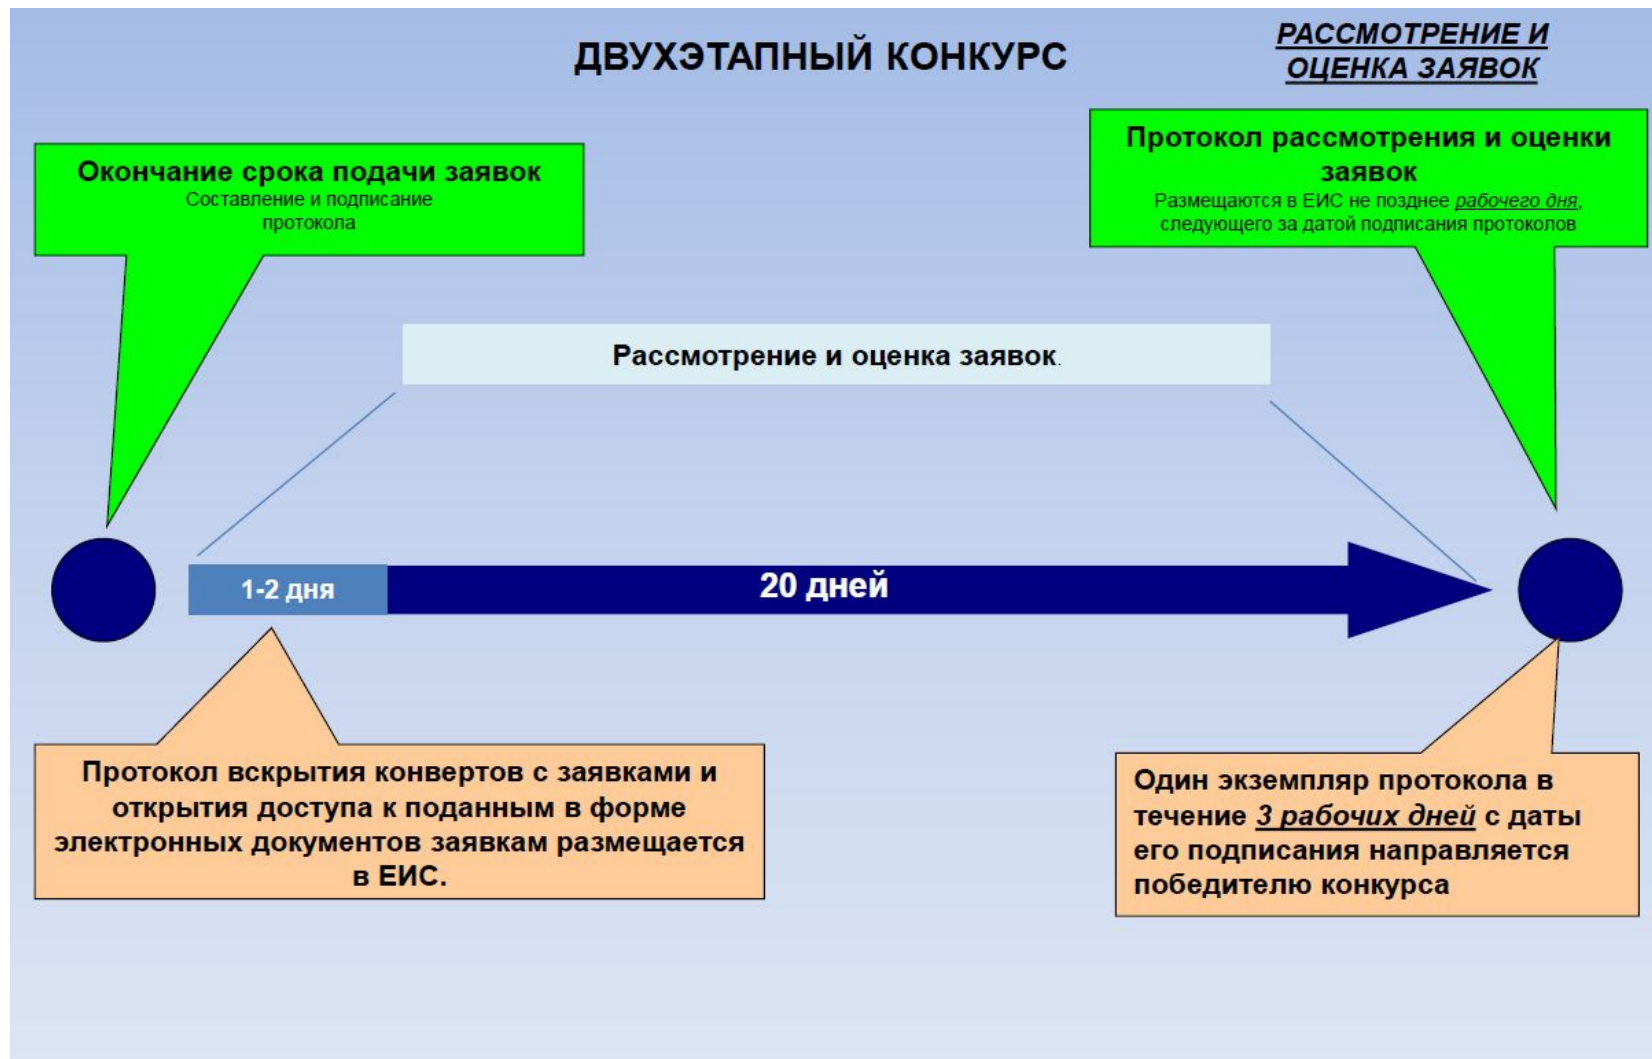 ДВУХЭТАПНЫЙ КОНКУРС
РАССМОТРЕНИЕ И
ОЦЕНКА ЗАЯВОК
Окончание срока подачи заявок
Составление и подписание
протокола
Протокол рассмотрения и оценки
заявок
Размещаются в ЕИС не позднее рабочего дня,
следующего за датой подписания протоколов
Рассмотрение и оценка заявок.
1-2 дня
20 дней
Протокол вскрытия конвертов с заявками и
открытия доступа к поданным в форме
электронных документов заявкам размещается
в ЕИС.
Один экземпляр протокола в
течение 3 рабочих дней с даты
его подписания направляется
победителю конкурса